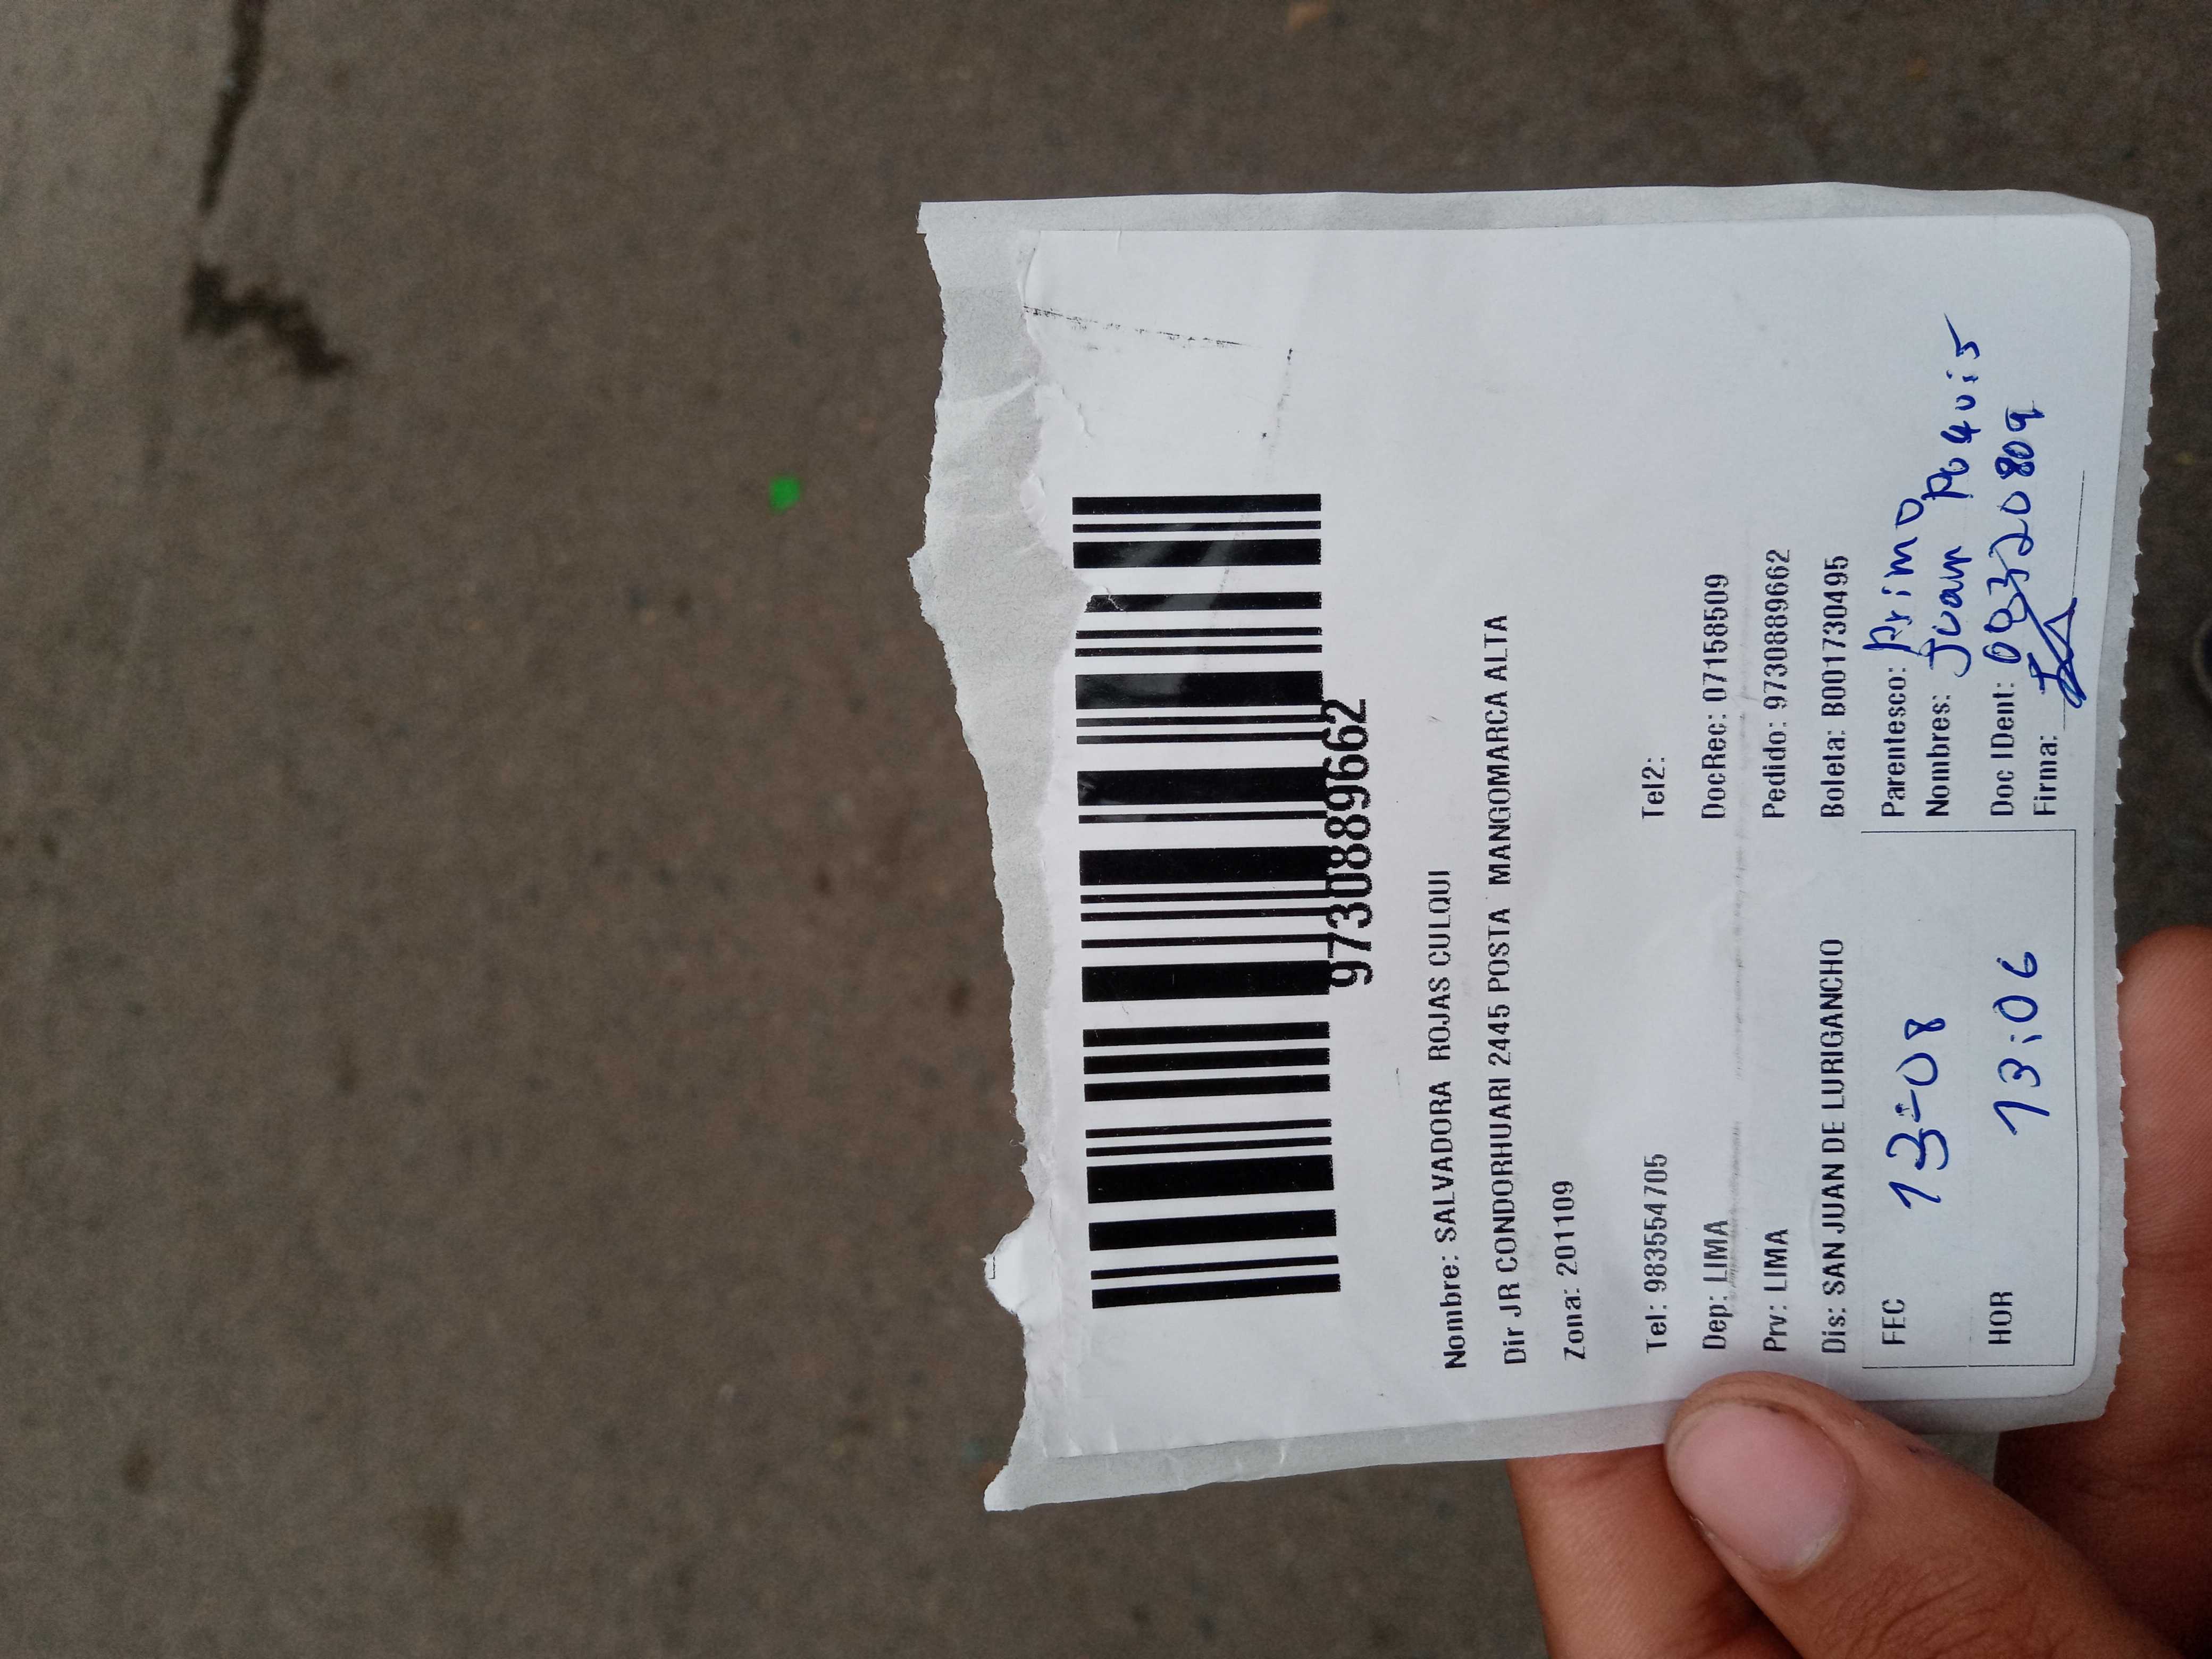 9730889662
Nombre: SALVADORA ROJAS CULQUI
Dir JR CONDORHUARI 2445 POSTA MANGOMARCA ALTA
Zona: 201109
Tel: 983554705 Tel2:
Dep: LIMA DocRec: 07158509
Prv: LIMA Pedido: 9730889662
Dis: SAN JUAN DE LURIGANCHO Boleta: B001730495
FEC 13-08
HOR 13:06
Parentesco: Primo
Nombres: Juan
Doc IDent: 09320809
Firma: